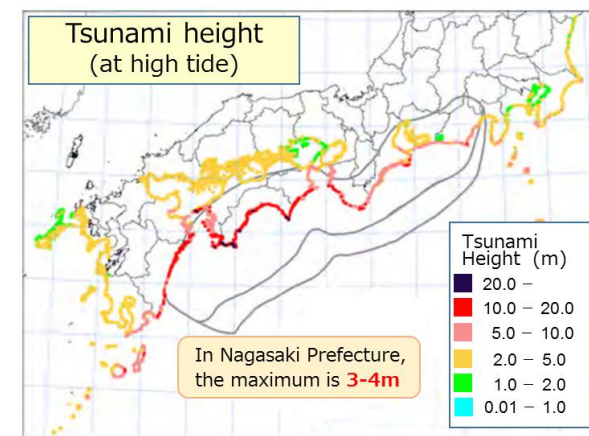 Tsunami height
(at high tide)
Tsunami
Height (m)
20.0 –
10.0 – 20.0
5.0 – 10.0
2.0 – 5.0
1.0 – 2.0
0.01 – 1.0
In Nagasaki Prefecture,
the maximum is 3-4m